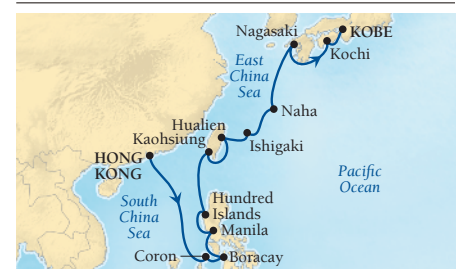 Nagasaki
KOBE
Kochi
East
China
Sea
Naha
Hualien
Kaohsiung
Ishigaki
HONG
KONG
Pacific
Ocean
South
China
Sea
Hundred
Islands
Manila
Coron
Boracay